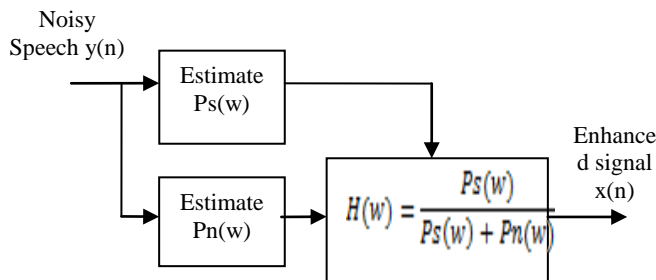 Noisy
Speech y(n)
Estimate
Ps(w)
Estimate
Pn(w)
H(w) = Ps(w) / Ps(w) + Pn(w)
Enhance
d signal
x(n)